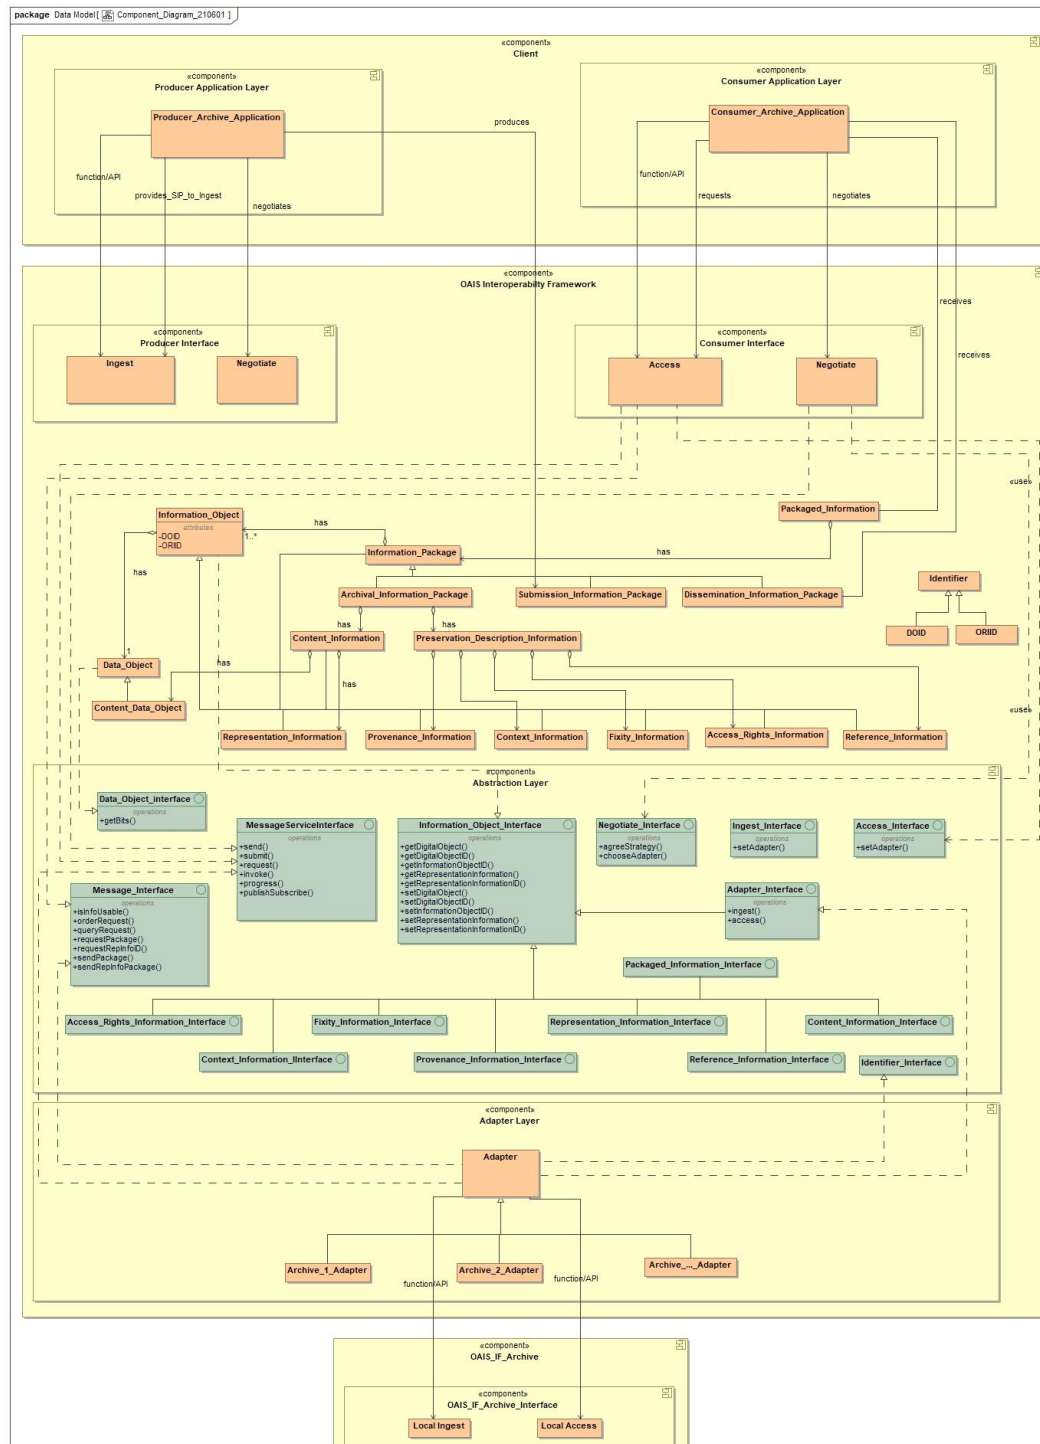 package Data Model[ Component_Diagram_210601 ]
«component»
Client
«component»
Producer Application Layer
«component»
Consumer Application Layer
Producer_Archive_Application
Consumer_Archive_Application
produces
function/API
provides_SIP_to_Ingest
negotiates
function/API
requests
negotiates
«component»
OAIS Interoperabilty Framework
receives
receives
«component»
Producer Interface
«component»
Consumer Interface
Ingest
Negotiate
Access
Negotiate
«use»
Information_Object
attributes
-DOID
-ORIID
has
1..*
Packaged_Information
Information_Package
has
has
Identifier
Archival_Information_Package
Submission_Information_Package
Dissemination_Information_Package
has
has
DOID
ORIID
Content_Information
Preservation_Description_Information
1
Data_Object
has
has
Content_Data_Object
«use»
Representation_Information
Provenance_Information
Context_Information
Fixity_Information
Access_Rights_Information
Reference_Information
«component»
Abstraction Layer
Data_Object_interface
operations
+getBits()
MessageServiceInterface
operations
+send()
+submit()
+request()
+invoke()
+progress()
+publishSubscribe()
Information_Object_Interface
operations
+getDigitalObject()
+getDigitalObjectID()
+getInformationObjectID()
+getRepresentationInformation()
+getRepresentationInformationID()
+setDigitalObject()
+setDigitalObjectID()
+setInformationObjectID()
+setRepresentationInformation()
+setRepresentationInformationID()
Negotiate_Interface
operations
+agreeStrategy()
+chooseAdapter()
Ingest_Interface
operations
+setAdapter()
Access_Interface
operations
+setAdapter()
Message_Interface
operations
+isInfoUsable()
+orderRequest()
+queryRequest()
+requestPackage()
+requestRepInfoID()
+sendPackage()
+sendRepInfoPackage()
Adapter_Interface
operations
+ingest()
+access()
Packaged_Information_Interface
Access_Rights_Information_Interface
Fixity_Information_Interface
Representation_Information_Interface
Content_Information_Interface
Context_Information_IInterface
Provenance_Information_Interface
Reference_Information_Interface
Identifier_Interface
«component»
Adapter Layer
Adapter
Archive_1_Adapter
Archive_2_Adapter
Archive_..._Adapter
function/API
function/API
«component»
OAIS_IF_Archive
«component»
OAIS_IF_Archive_Interface
Local Ingest
Local Access